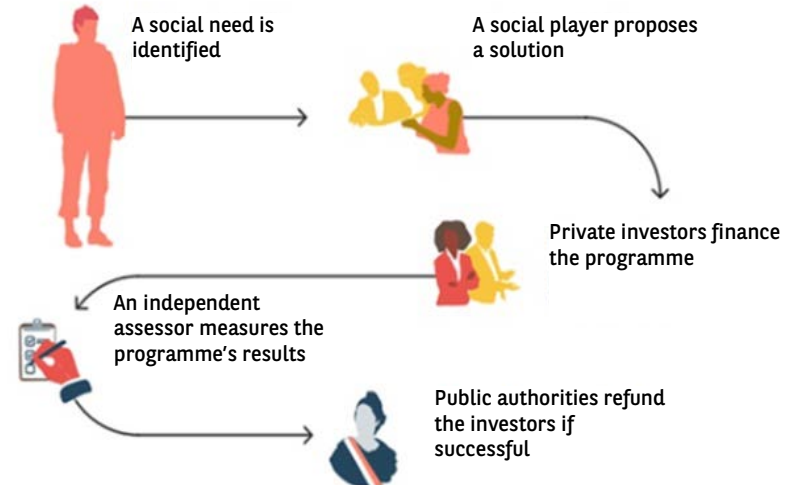 A social need is
identified
A social player proposes
a solution
Private investors finance
the programme
An independent
assessor measures the
programme's results
Public authorities refund
the investors if
successful